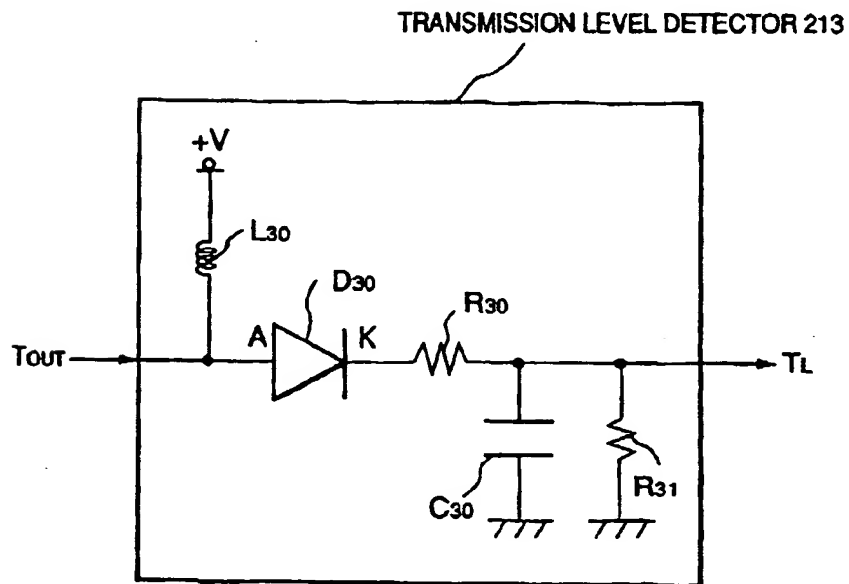 TRANSMISSION LEVEL DETECTOR 213
+V
L30
D30
R30
A
K
TOUT
TL
C30
R31